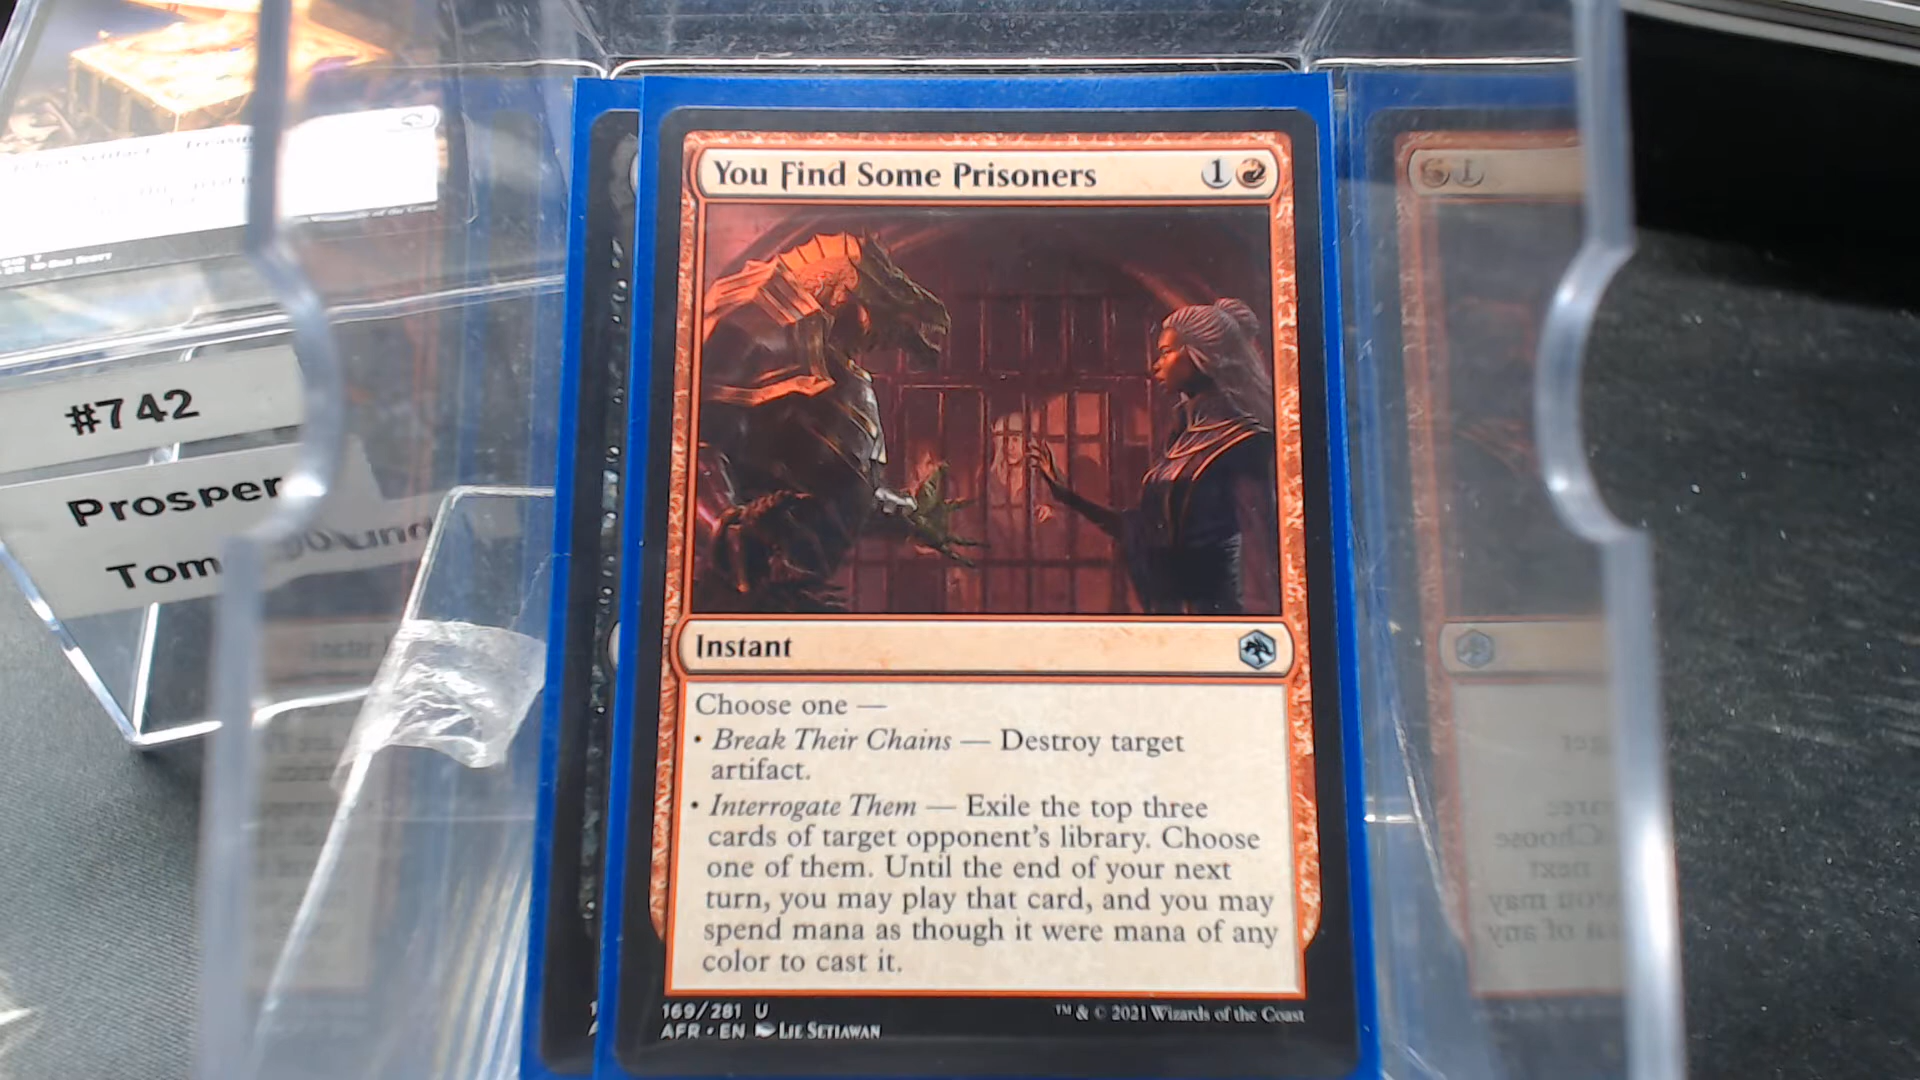 You Find Some Prisoners 1
Instant
Choose one —
• Break Their Chains — Destroy target
artifact.
• Interrogate Them — Exile the top three
cards of target opponent's library. Choose
one of them. Until the end of your next
turn, you may play that card, and you may
spend mana as though it were mana of any
color to cast it.
169/281 U
AFR • EN Lie Setiawan
™ & © 2021 Wizards of the Coast
#742
Prosper
Tom